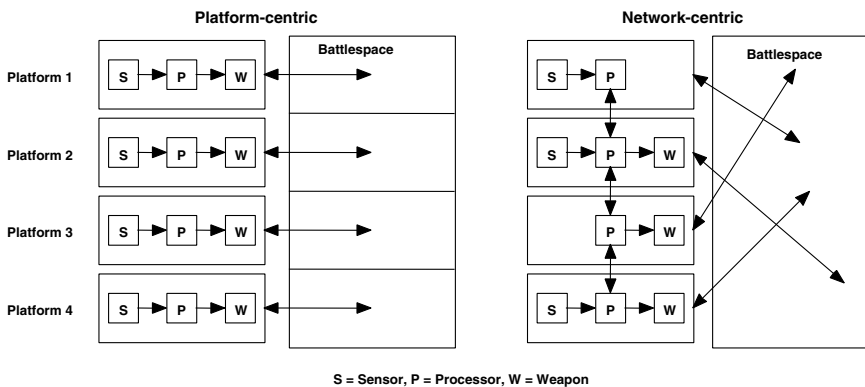 Platform-centric
Network-centric
Battlespace
Battlespace
Platform 1
S P W
S P
Platform 2
S P W
S P W
Platform 3
S P W
P W
Platform 4
S P W
S P W
S = Sensor, P = Processor, W = Weapon